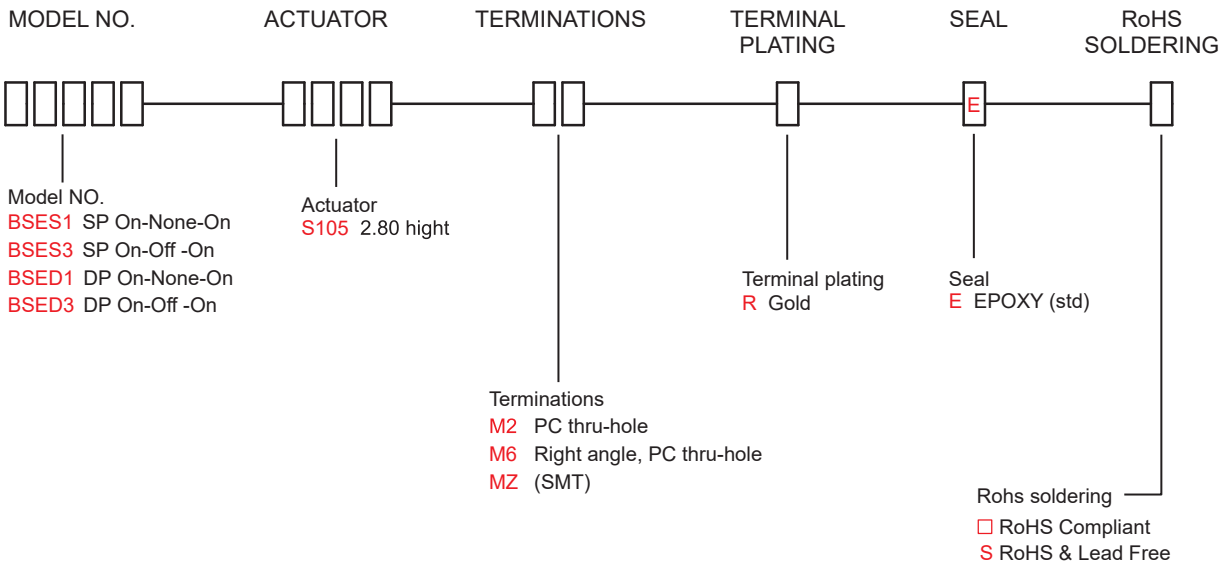 MODEL NO.
ACTUATOR
TERMINATIONS
TERMINAL
PLATING
SEAL
RoHS
SOLDERING
E
Model NO.
BSES1 SP On-None-On
BSES3 SP On-Off -On
BSED1 DP On-None-On
BSED3 DP On-Off -On
Actuator
S105 2.80 hight
Terminations
M2 PC thru-hole
M6 Right angle, PC thru-hole
MZ (SMT)
Terminal plating
R Gold
Seal
E EPOXY (std)
Rohs soldering
□ RoHS Compliant
S RoHS & Lead Free